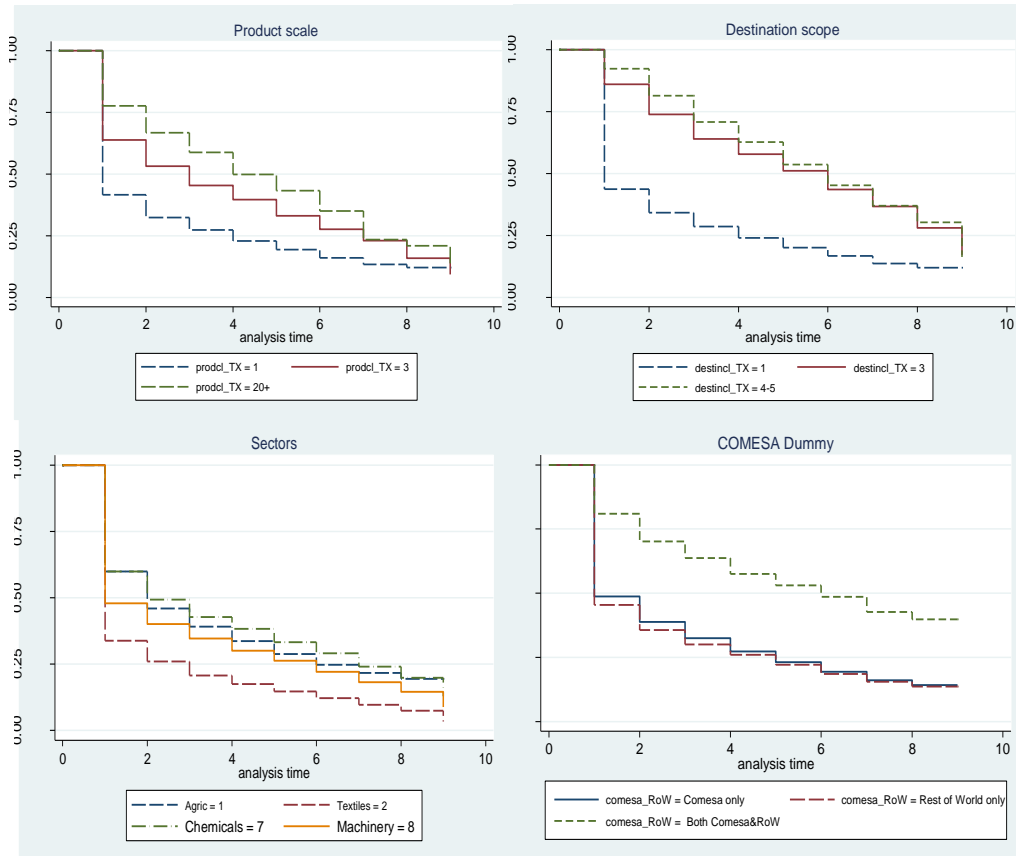 Product scale
1.00
0.75
0.50
0.25
0.00
0 2 4 6 8 10
analysis time
prodcl_TX = 1 prodcl_TX = 3
prodcl_TX = 20+
Destination scope
1.00
0.75
0.50
0.25
0.00
0 2 4 6 8 10
analysis time
destincl_TX = 1 destincl_TX = 3
destincl_TX = 4-5
Sectors
1.00
0.75
0.50
0.25
0.00
0 2 4 6 8 10
analysis time
Agric = 1 Textiles = 2
Chemicals = 7 Machinery = 8
COMESA Dummy
0 2 4 6 8 10
analysis time
comesa_RoW = Comesa only comesa_RoW = Rest of World only
comesa_RoW = Both Comesa&RoW